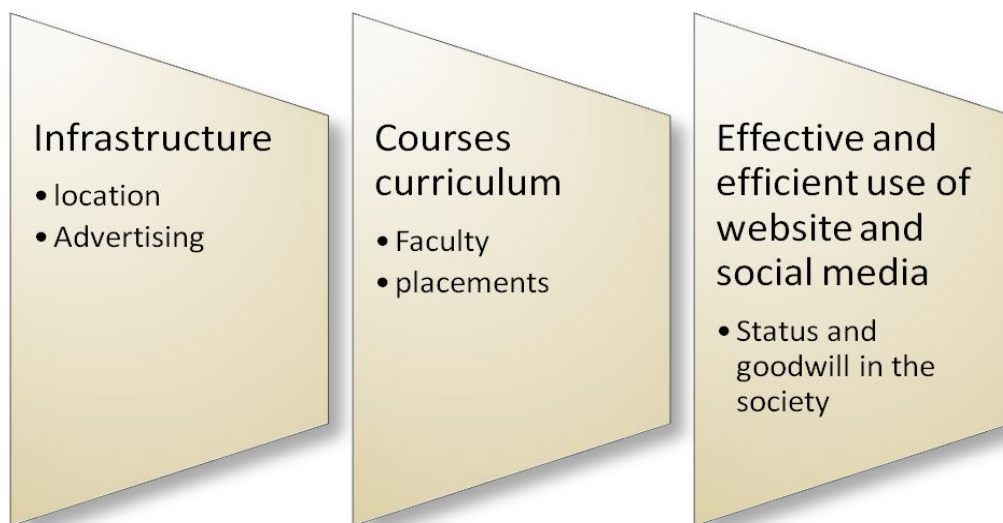 Infrastructure
• location
• Advertising
Courses
curriculum
• Faculty
• placements
Effective and
efficient use of
website and
social media
• Status and
goodwill in the
society